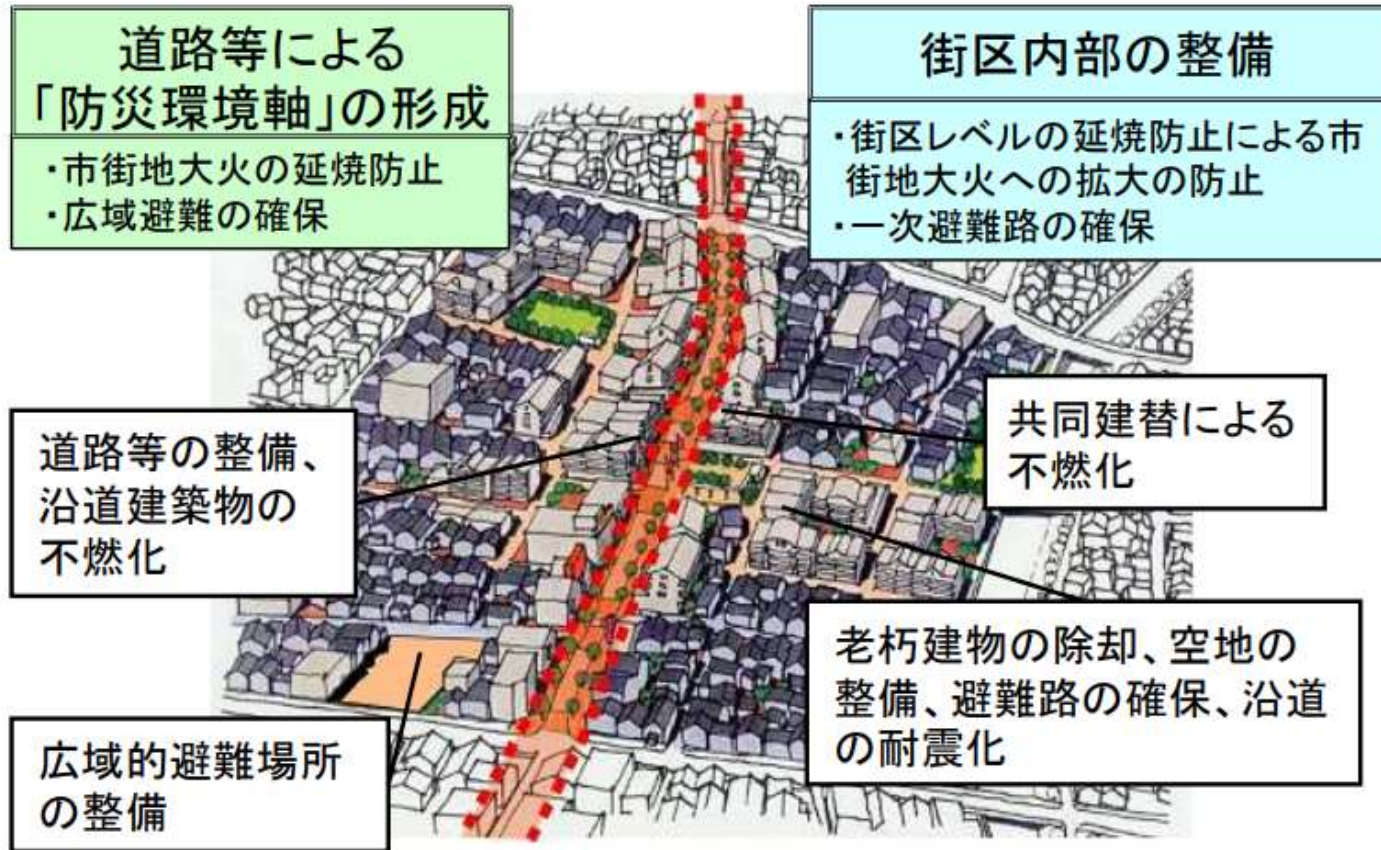 道路等による
「防災環境軸」の形成
・市街地大火の延焼防止
・広域避難の確保
街区内部の整備
・街区レベルの延焼防止による市
街地大火への拡大の防止
・一次避難路の確保
道路等の整備、
沿道建築物の
不燃化
共同建替による
不燃化
老朽建物の除却、空地の
整備、避難路の確保、沿道
の耐震化
広域的避難場所
の整備